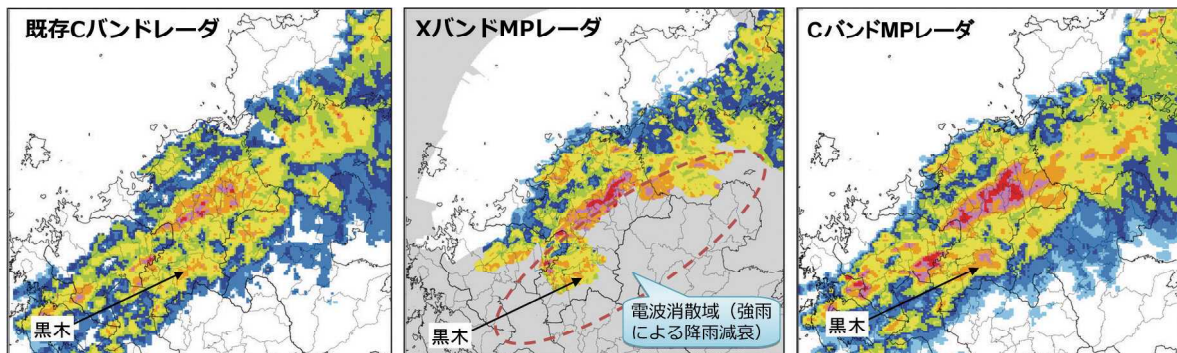 既存Cバンドレーダ
黒木
XバンドMPレーダ
黒木
電波消散域（強雨
による降雨減衰）
CバンドMPレーダ
黒木